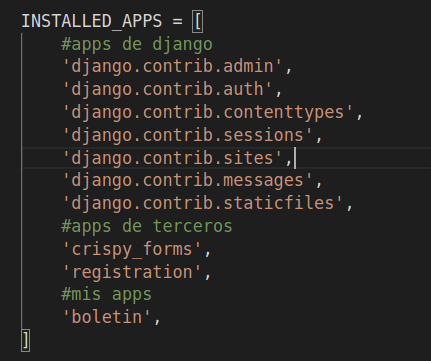 INSTALLED_APPS = [
#apps de django
'django.contrib.admin',
'django.contrib.auth',
'django.contrib.contenttypes',
'django.contrib.sessions',
'django.contrib.sites',
'django.contrib.messages',
'django.contrib.staticfiles',
#apps de terceros
'crispy_forms',
'registration',
#mis apps
'boletin',
]